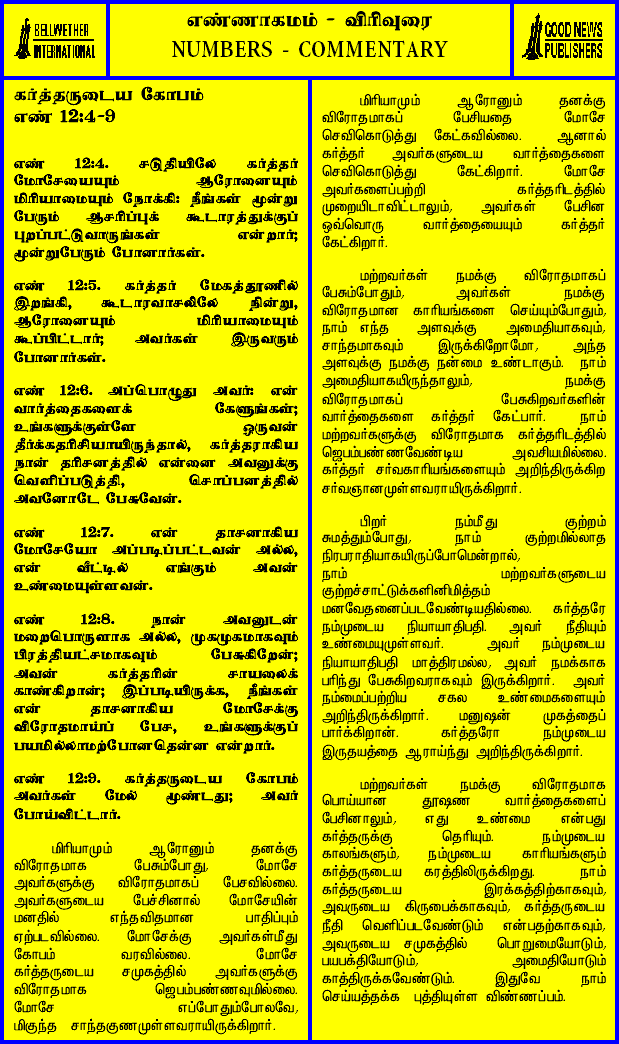 BELLWETHER
INTERNATIONAL
எண்ணாகமம் - விரிவுரை
NUMBERS - COMMENTARY
GOOD NEWS
PUBLISHERS
கர்த்தருடைய கோபம்
எண் 12:4-9
எண் 12:4. சடுதியிலே கர்த்தர்
மோசேயையும் ஆரோனையும்
மிரியாமையும் நோக்கி: நீங்கள் மூன்று
பேரும் ஆசரிப்புக் கூடாரத்துக்குப்
புறப்பட்டுவாருங்கள் என்றார்;
மூன்றுபேரும் போனார்கள்.
எண் 12:5. கர்த்தர் மேகத்தூணில்
இறங்கி, கூடாரவாசலிலே நின்று,
ஆரோனையும் மிரியாமையும்
கூப்பிட்டார்; அவர்கள் இருவரும்
போனார்கள்.
எண் 12:6. அப்பொழுது அவர்: என்
வார்த்தைகளைக் கேளுங்கள்;
உங்களுக்குள்ளே ஒருவன்
தீர்க்கதரிசியாயிருந்தால், கர்த்தராகிய
நான் தரிசனத்தில் என்னை அவனுக்கு
வெளிப்படுத்தி, சொப்பனத்தில்
அவனோடே பேசுவேன்.
எண் 12:7. என் தாசனாகிய
மோசேயோ அப்படிப்பட்டவன் அல்ல,
என் வீட்டில் எங்கும் அவன்
உண்மையுள்ளவன்.
எண் 12:8. நான் அவனுடன்
மறைபொருளாக அல்ல, முகமுகமாகவும்
பிரத்தியட்சமாகவும் பேசுகிறேன்;
அவன் கர்த்தரின் சாயலைக்
காண்கிறான்; இப்படியிருக்க, நீங்கள்
என் தாசனாகிய மோசேக்கு
விரோதமாய்ப் பேச, உங்களுக்குப்
பயமில்லாமற்போனதென்ன என்றார்.
எண் 12:9. கர்த்தருடைய கோபம்
அவர்கள் மேல் மூண்டது; அவர்
போய்விட்டார்.
மிரியாமும் ஆரோனும் தனக்கு
விரோதமாக பேசும்போது, மோசே
அவர்களுக்கு விரோதமாகப் பேசவில்லை.
அவர்களுடைய பேச்சினால் மோசேயின்
மனதில் எந்தவிதமான பாதிப்பும்
ஏற்படவில்லை. மோசேக்கு அவர்கள்மீது
கோபம் வரவில்லை. மோசே
கர்த்தருடைய சமுகத்தில் அவர்களுக்கு
விரோதமாக ஜெபம்பண்ணவுமில்லை.
மோசே எப்போதும்போலவே,
மிகுந்த சாந்தகுணமுள்ளவராயிருக்கிறார்.
மிரியாமும் ஆரோனும் தனக்கு
விரோதமாகப் பேசியதை மோசே
செவிகொடுத்து கேட்கவில்லை. ஆனால்
கர்த்தர் அவர்களுடைய வார்த்தைகளை
செவிகொடுத்து கேட்கிறார். மோசே
அவர்களைப்பற்றி கர்த்தரிடத்தில்
முறையிடாவிட்டாலும், அவர்கள் பேசின
ஒவ்வொரு வார்த்தையையும் கர்த்தர்
கேட்கிறார்.
மற்றவர்கள் நமக்கு விரோதமாகப்
பேசும்போதும், அவர்கள் நமக்கு
விரோதமான காரியங்களை செய்யும்போதும்,
நாம் எந்த அளவுக்கு அமைதியாகவும்,
சாந்தமாகவும் இருக்கிறோமோ, அந்த
அளவுக்கு நமக்கு நன்மை உண்டாகும். நாம்
அமைதியாகயிருந்தாலும், நமக்கு
விரோதமாகப் பேசுகிறவர்களின்
வார்த்தைகளை கர்த்தர் கேட்பார். நாம்
மற்றவர்களுக்கு விரோதமாக கர்த்தரிடத்தில்
ஜெபம்பண்ணவேண்டிய அவசியமில்லை.
கர்த்தர் சர்வகாரியங்களையும் அறிந்திருக்கிற
சர்வஞானமுள்ளவராயிருக்கிறார்.
பிறர் நம்மீது குற்றம்
சுமத்தும்போது, நாம் குற்றமில்லாத
நிரபராதியாகயிருப்போமென்றால்,
நாம் மற்றவர்களுடைய
குற்றச்சாட்டுக்களினிமித்தம்
மனவேதனைப்படவேண்டியதில்லை. கர்த்தரே
நம்முடைய நியாயாதிபதி. அவர் நீதியும்
உண்மையுமுள்ளவர். அவர் நம்முடைய
நியாயாதிபதி மாத்திரமல்ல, அவர் நமக்காக
பரிந்து பேசுகிறவராகவும் இருக்கிறார். அவர்
நம்மைப்பற்றிய சகல உண்மைகளையும்
அறிந்திருக்கிறார். மனுஷன் முகத்தைப்
பார்க்கிறான். கர்த்தரோ நம்முடைய
இருதயத்தை ஆராய்ந்து அறிந்திருக்கிறார்.
மற்றவர்கள் நமக்கு விரோதமாக
பொய்யான தூஷண வார்த்தைகளைப்
பேசினாலும், எது உண்மை என்பது
கர்த்தருக்கு தெரியும். நம்முடைய
காலங்களும், நம்முடைய காரியங்களும்
கர்த்தருடைய கரத்திலிருக்கிறது. நாம்
கர்த்தருடைய இரக்கத்திற்காகவும்,
அவருடைய கிருபைக்காகவும், கர்த்தருடைய
நீதி வெளிப்படவேண்டும் என்பதற்காகவும்,
அவருடைய சமுகத்தில் பொறுமையோடும்,
பயபக்தியோடும், அமைதியோடும்
காத்திருக்கவேண்டும். இதுவே நாம்
செய்யத்தக்க புத்தியுள்ள விண்ணப்பம்.